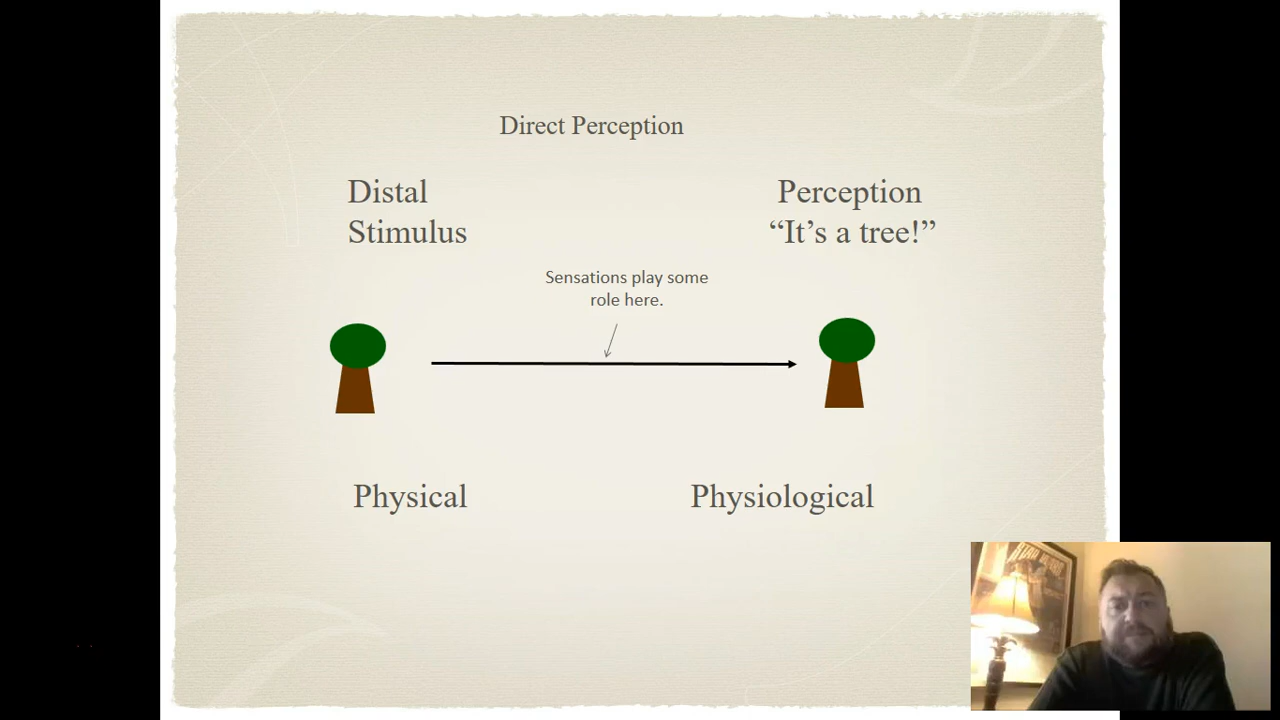 Direct Perception
Distal
Stimulus
Perception
“It’s a tree!”
Sensations play some
role here.
Physical
Physiological